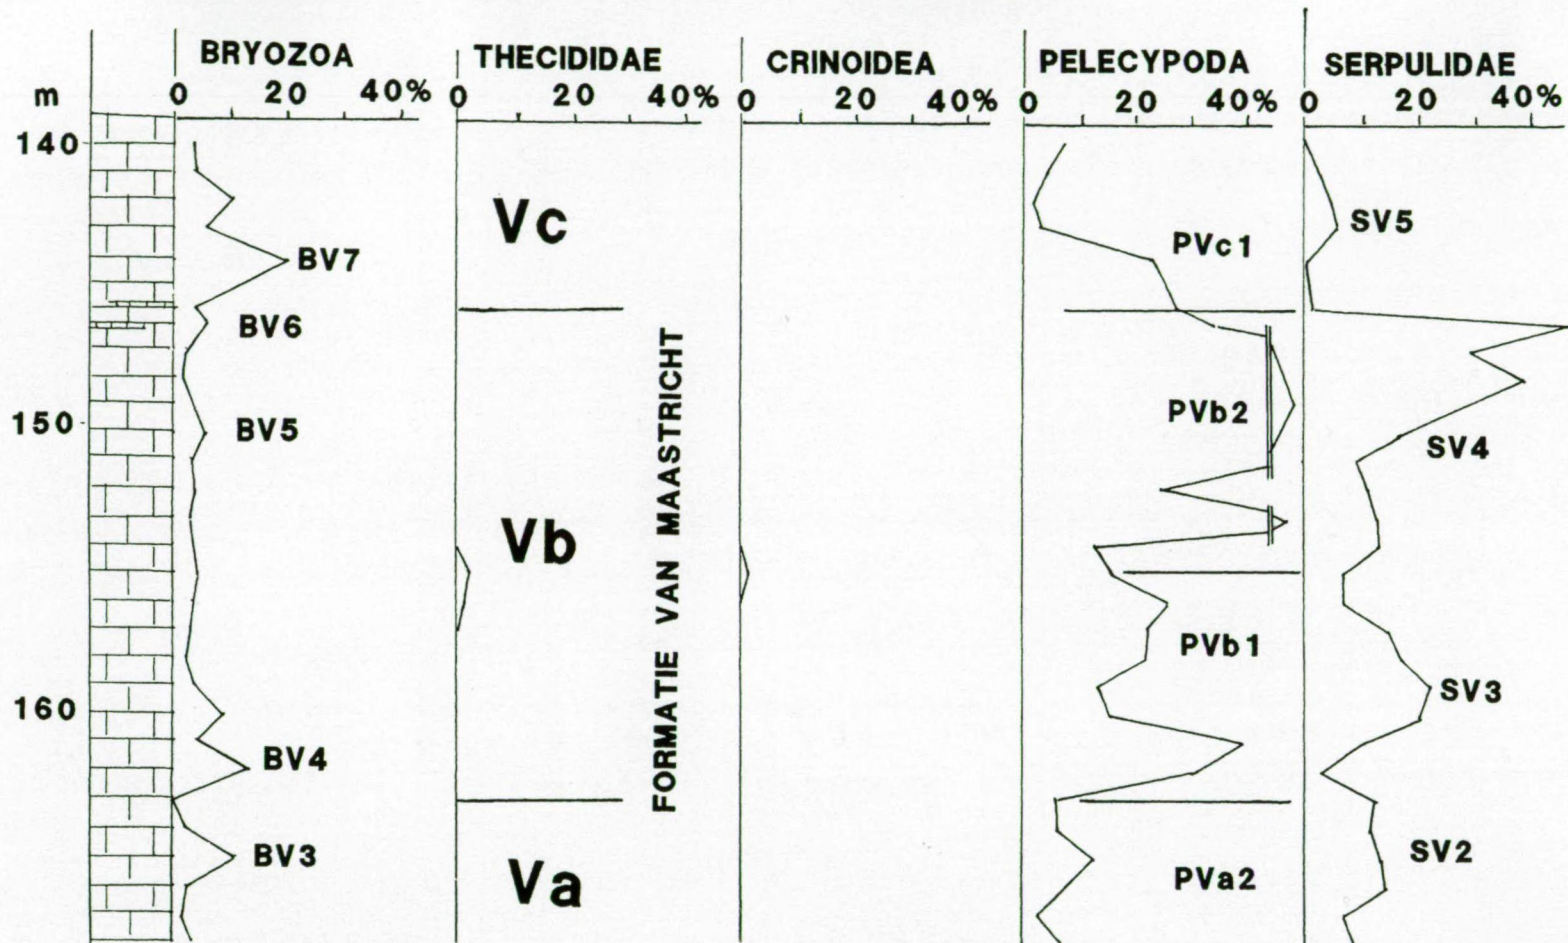 BRYOZOA THECIDIDAE CRINOIDEA PELECYPODA SERPULIDAE
m 0 20 40% 0 20 40% 0 20 40% 0 20 40% 0 20 40%
140
Vc SV5
PVc1
BV7
BV6
PVb2
150 BV5
SV4
Vb
FORMATIE VAN MAASTRICHT
PVb1
SV3
160
BV4
BV3 SV2
Va PVa2